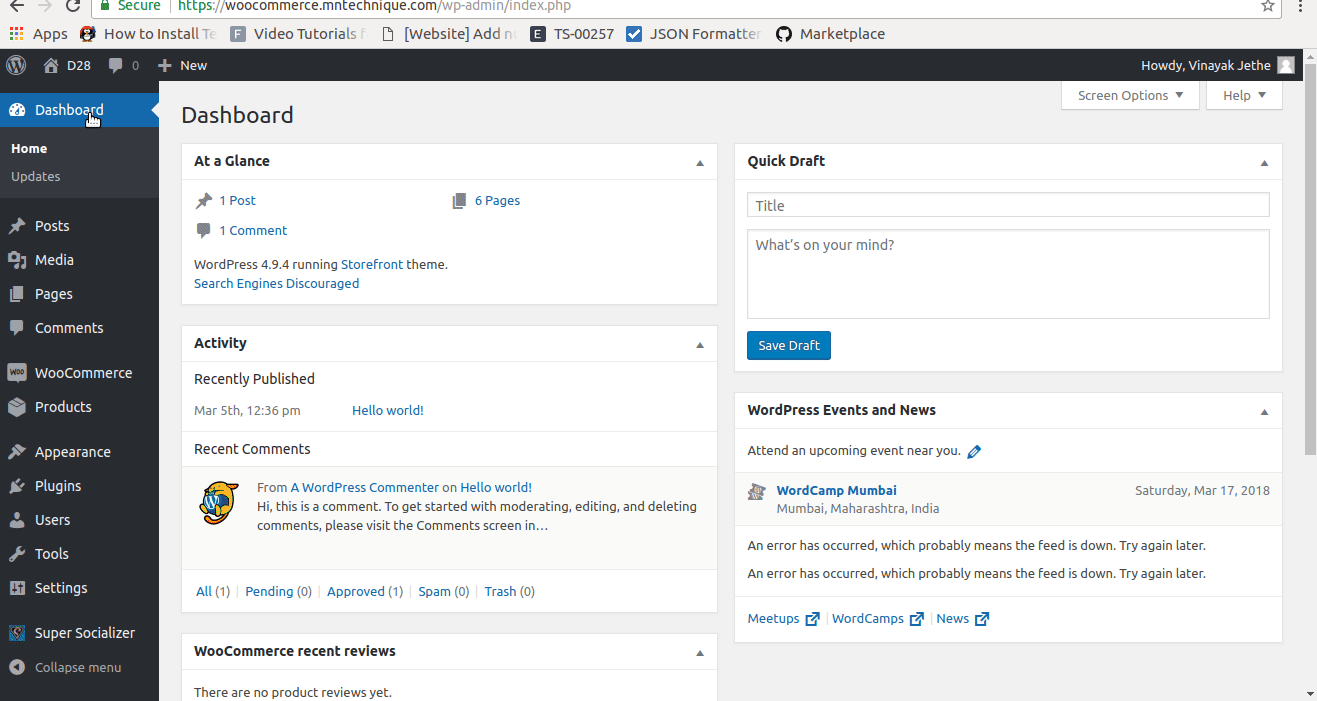 Secure https://woocommerce.mntechnique.com/wp-admin/index.php
Apps How to Install Te Video Tutorials f [Website] Add n TS-00257 JSON Formatter Marketplace
D28 0 New Howdy, Vinayak Jethe
Screen Options Help
Dashboard
Home
Updates
Posts
Media
Pages
Comments
WooCommerce
Products
Appearance
Plugins
Users
Tools
Settings
Super Socializer
Collapse menu
Dashboard
At a Glance
1 Post 6 Pages
1 Comment
WordPress 4.9.4 running Storefront theme.
Search Engines Discouraged
Activity
Recently Published
Mar 5th, 12:36 pm Hello world!
Recent Comments
From A WordPress Commenter on Hello world!
Hi, this is a comment. To get started with moderating, editing, and deleting
comments, please visit the Comments screen in…
All (1) | Pending (0) | Approved (1) | Spam (0) | Trash (0)
WooCommerce recent reviews
There are no product reviews yet.
Quick Draft
Title
What's on your mind?
Save Draft
WordPress Events and News
Attend an upcoming event near you.
WordCamp Mumbai Saturday, Mar 17, 2018
Mumbai, Maharashtra, India
An error has occurred, which probably means the feed is down. Try again later.
An error has occurred, which probably means the feed is down. Try again later.
Meetups | WordCamps | News